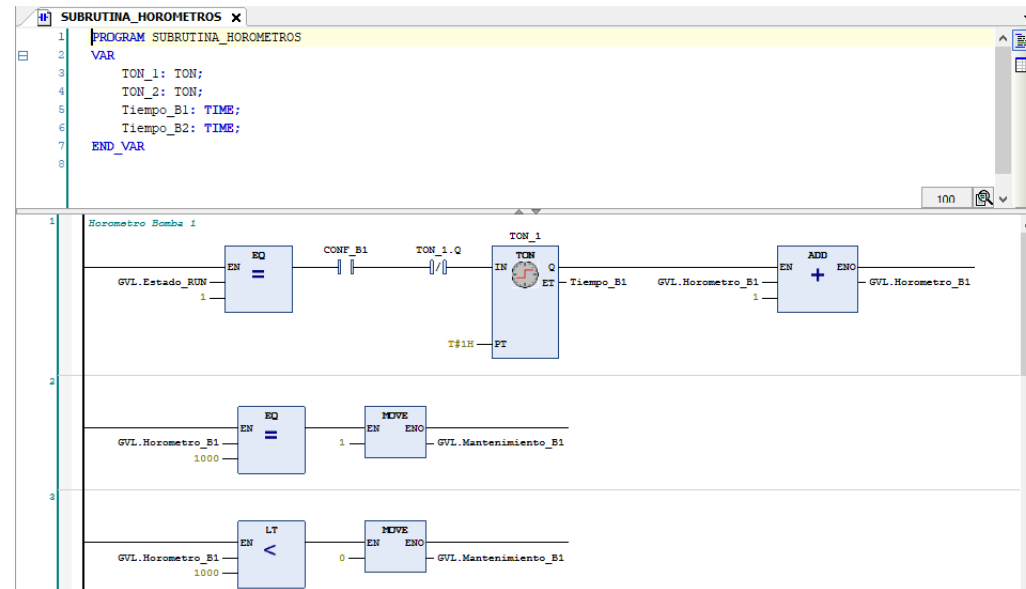 SUBRUTINA_HOROMETROS X
1 PROGRAM SUBRUTINA_HOROMETROS
2 VAR
3 TON_1: TON;
4 TON_2: TON;
5 Tiempo_B1: TIME;
6 Tiempo_B2: TIME;
7 END_VAR
8
100
1 Horometro Bomba 1
TON_1
EQ CONF_B1 TON_1.Q TON ADD
EN = IN Q EN + ENO
GVL.Estado_RUN ET Tiempo_B1 GVL.Horometro_B1 GVL.Horometro_B1
1 1
T#1H PT
2
EQ MOVE
EN = EN ENO
GVL.Horometro_B1 1 GVL.Mantenimiento_B1
1000
3
LT MOVE
EN < EN ENO
GVL.Horometro_B1 0 GVL.Mantenimiento_B1
1000